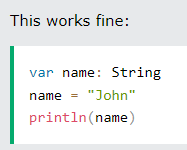 This works fine:
var name: String
name = "John"
println(name)